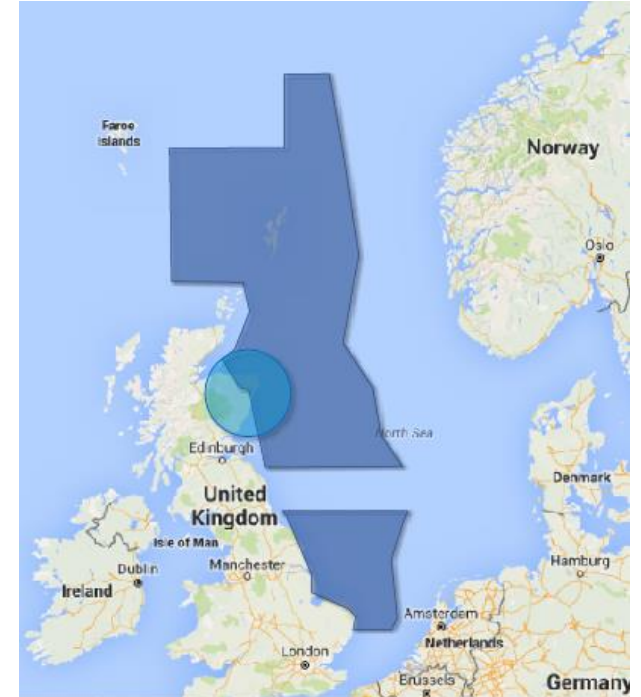 Faroe
Islands
Norway
Oslo
North Sea
Edinburgh
Denmark
United
Kingdom
Isle of Man
Dublin
Manchester
Hamburg
Ireland
Amsterdam
Netherlands
London
Brussels
Germany